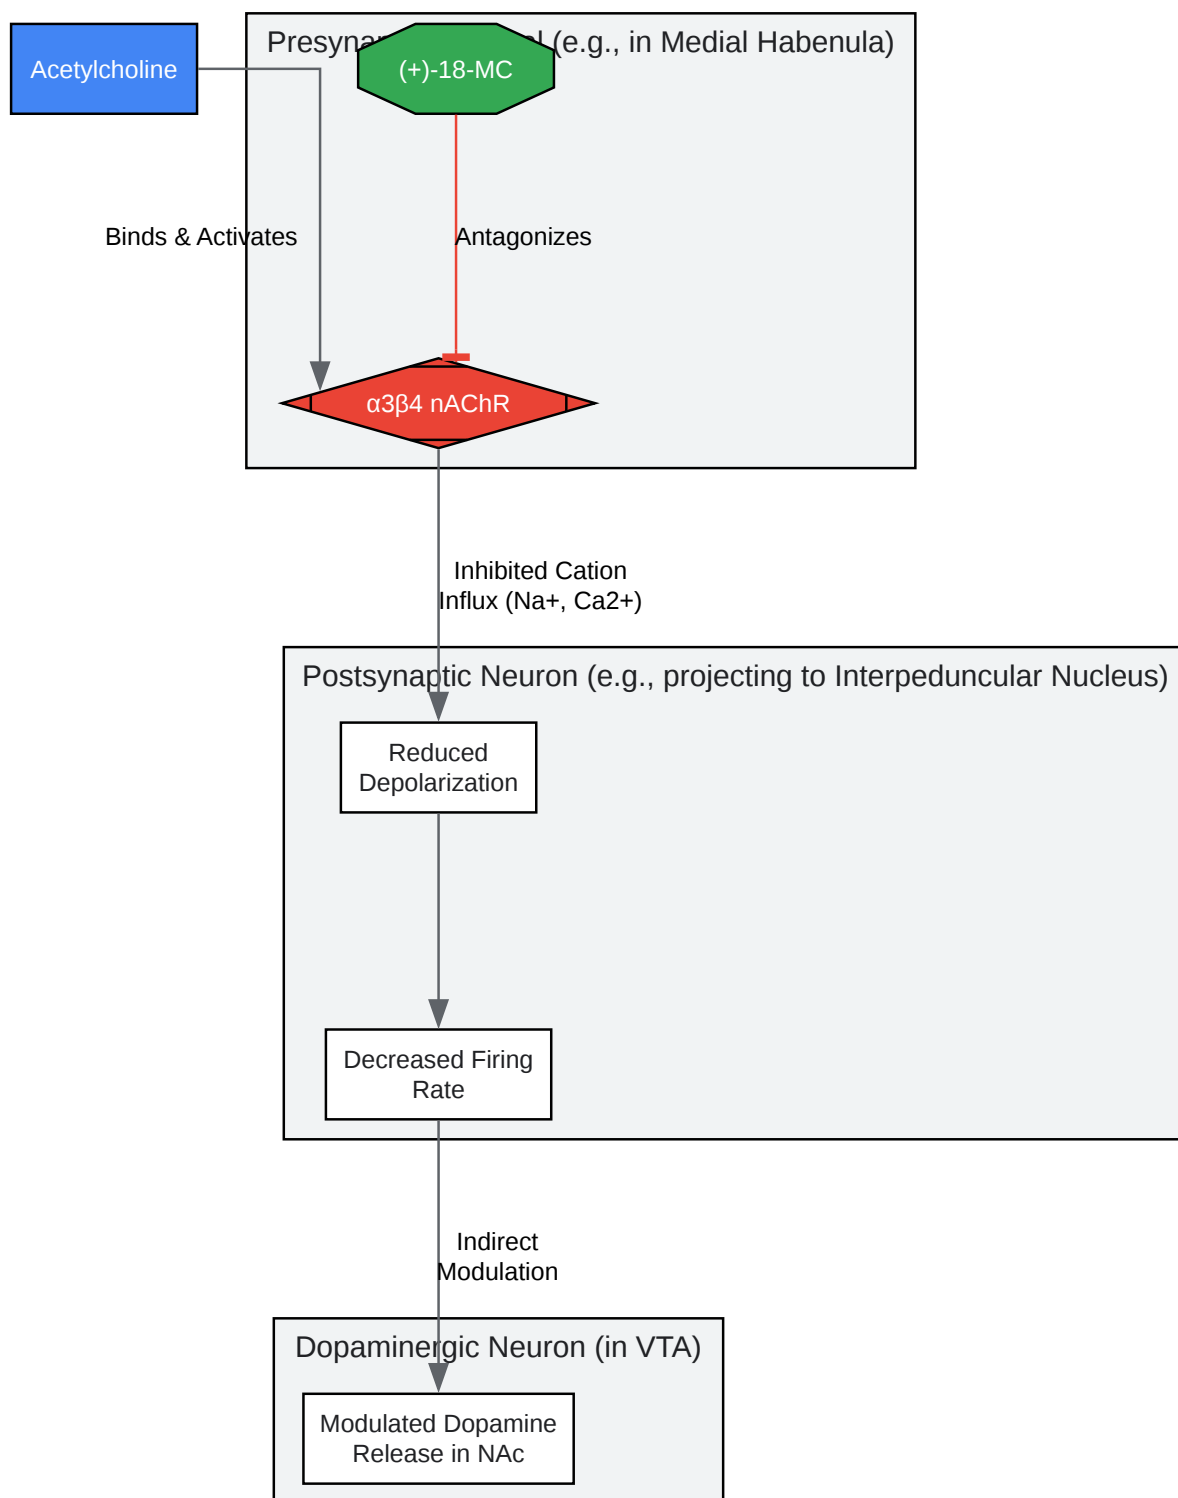 Acetylcholine
(e.g., in Medial Habenula)
(+)-18-MC
Binds & Activates
Antagonizes
α3β4 nAChR
Inhibited Cation
Influx (Na+, Ca2+)
Postsynaptic Neuron (e.g., projecting to Interpeduncular Nucleus)
Reduced
Depolarization
Decreased Firing
Rate
Indirect
Modulation
Dopaminergic Neuron (in VTA)
Modulated Dopamine
Release in NAc